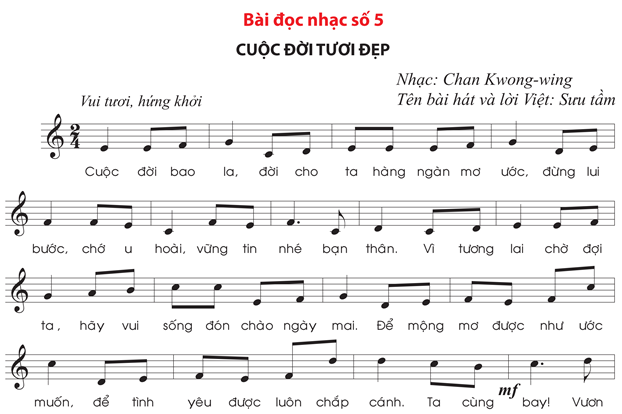 Bài đọc nhạc số 5
CUỘC ĐỜI TƯƠI ĐẸP
Nhạc: Chan Kwong-wing
Vui tươi, hứng khởi
Tên bài hát và lời Việt: Sưu tầm
2
4
Cuộc đời bao la, đời cho ta hàng ngàn mơ ước, đừng lui
bước, chớ u hoài, vững tin nhé bạn thân. Vì tương lai chờ đợi
ta, hãy vui sống đón chào ngày mai. Để mộng mơ được như ước
mf
muốn, để tình yêu được luôn chắp cánh. Ta cùng bay! Vươn